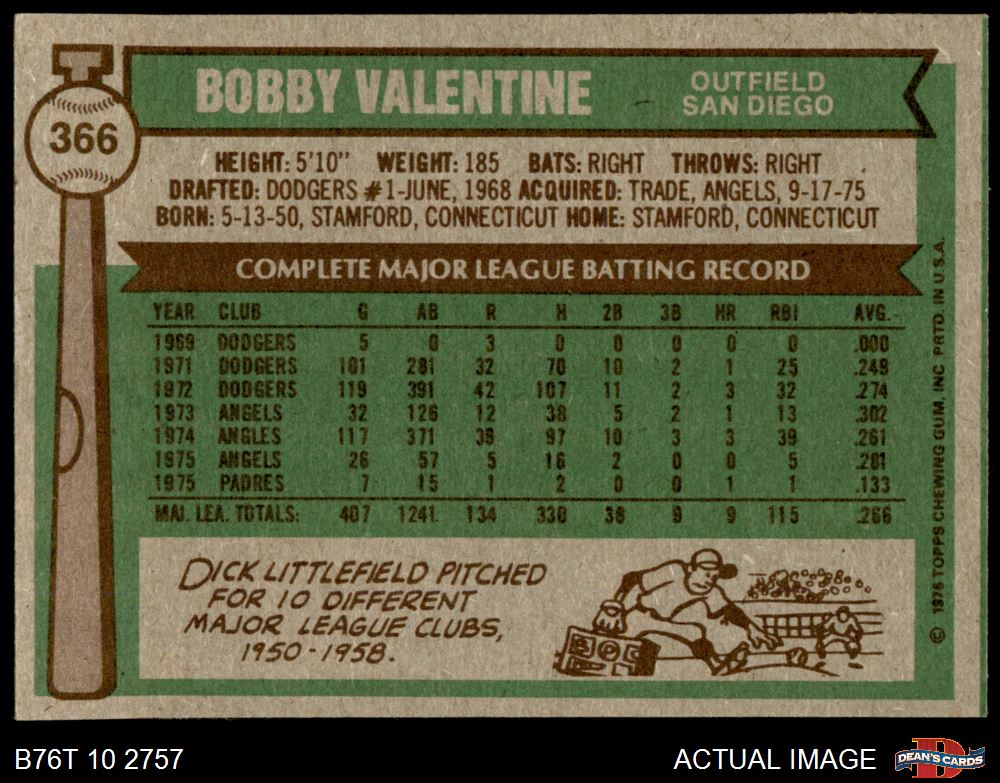 366
BOBBY VALENTINE
OUTFIELD
SAN DIEGO
HEIGHT: 5'10" WEIGHT: 185 BATS: RIGHT THROWS: RIGHT
DRAFTED: DODGERS #1-JUNE, 1968 ACQUIRED: TRADE, ANGELS, 9-17-75
BORN: 5-13-50, STAMFORD, CONNECTICUT HOME: STAMFORD, CONNECTICUT
COMPLETE MAJOR LEAGUE BATTING RECORD
YEAR CLUB G AB R H 2B 3B HR RBI AVG.
1969 DODGERS 5 0 3 0 0 0 0 0 .000
1971 DODGERS 101 281 32 70 10 2 1 25 .249
1972 DODGERS 119 391 42 107 11 2 3 32 .274
1973 ANGELS 32 126 12 38 5 2 1 13 .302
1974 ANGLES 117 371 39 97 10 3 3 39 .261
1975 ANGELS 26 57 5 16 2 0 0 5 .281
1975 PADRES 7 15 1 2 0 0 1 1 .133
MAJ. LEA. TOTALS: 407 1241 134 330 38 9 9 115 .266
DICK LITTLEFIELD PITCHED
FOR 10 DIFFERENT
MAJOR LEAGUE CLUBS,
1950-1958.
© 1976 TOPPS CHEWING GUM, INC PRTD. IN U.S.A.
B76T 10 2757
ACTUAL IMAGE
D
DEAN'S CARDS